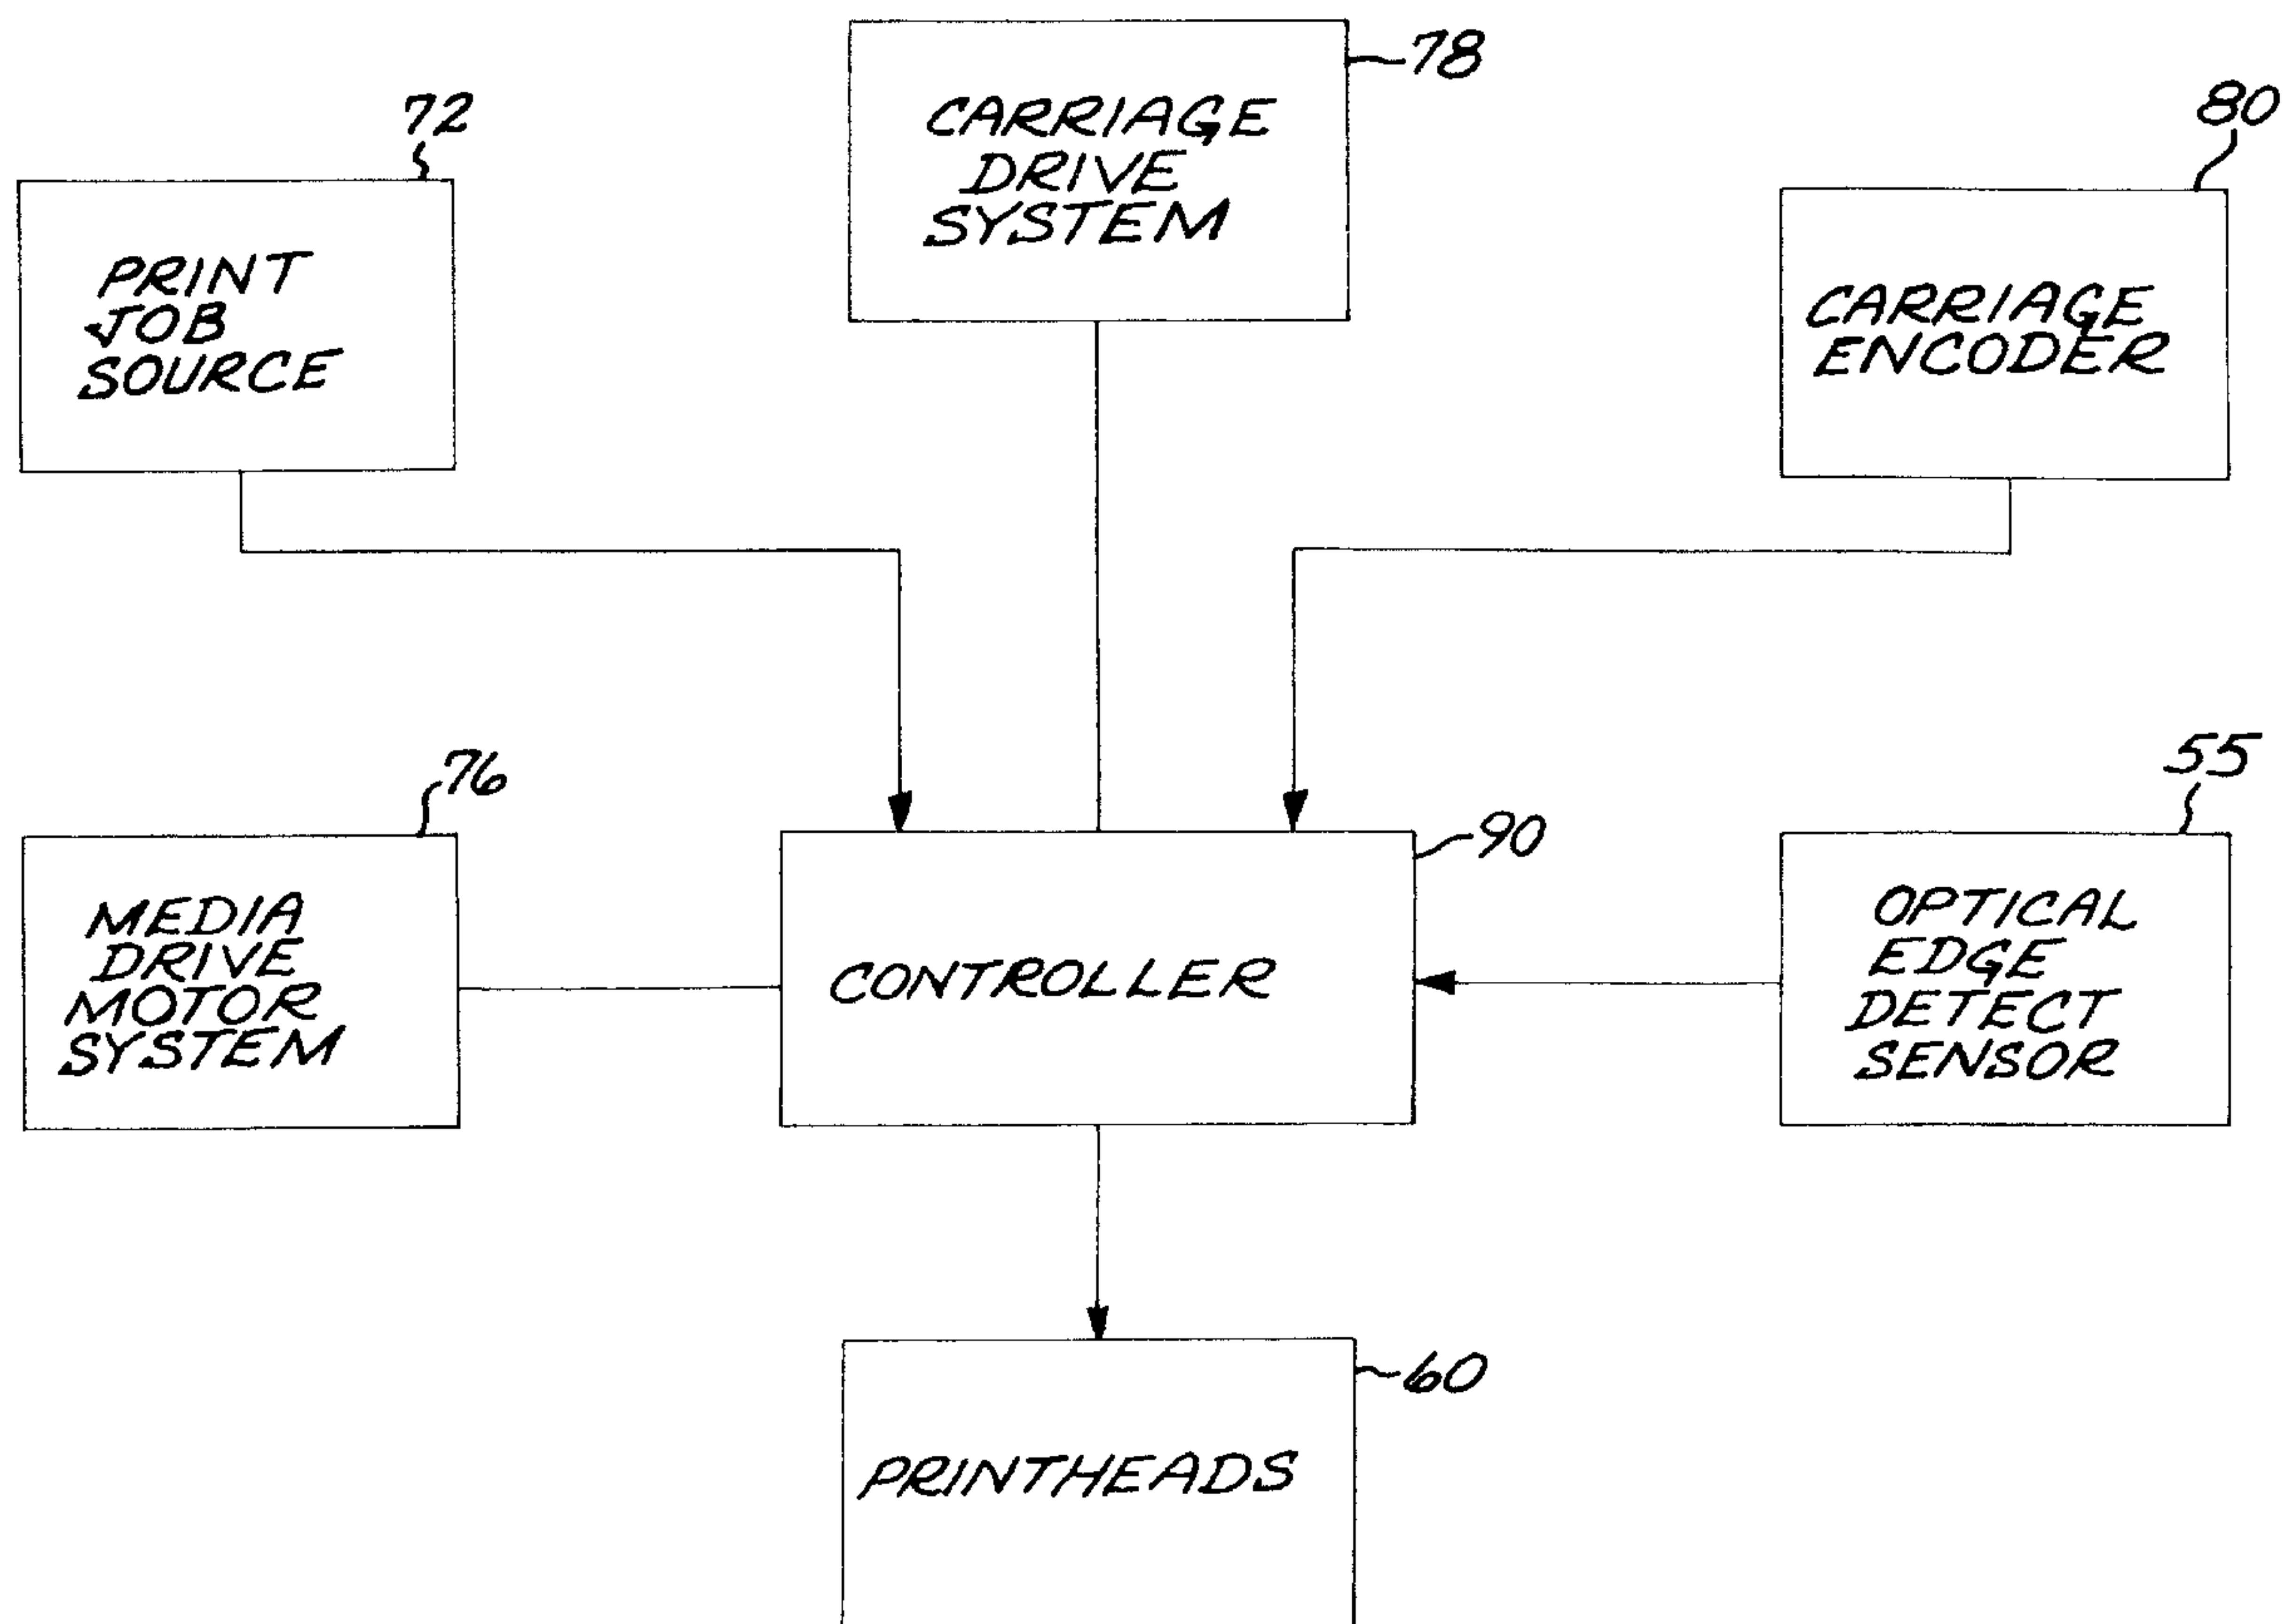 78
CARRIAGE
DRIVE
SYSTEM
72
PRINT
JOB
SOURCE
80
CARRIAGE
ENCODER
76
MEDIA
DRIVE
MOTOR
SYSTEM
90
CONTROLLER
55
OPTICAL
EDGE
DETECT
SENSOR
60
PRINTHEADS